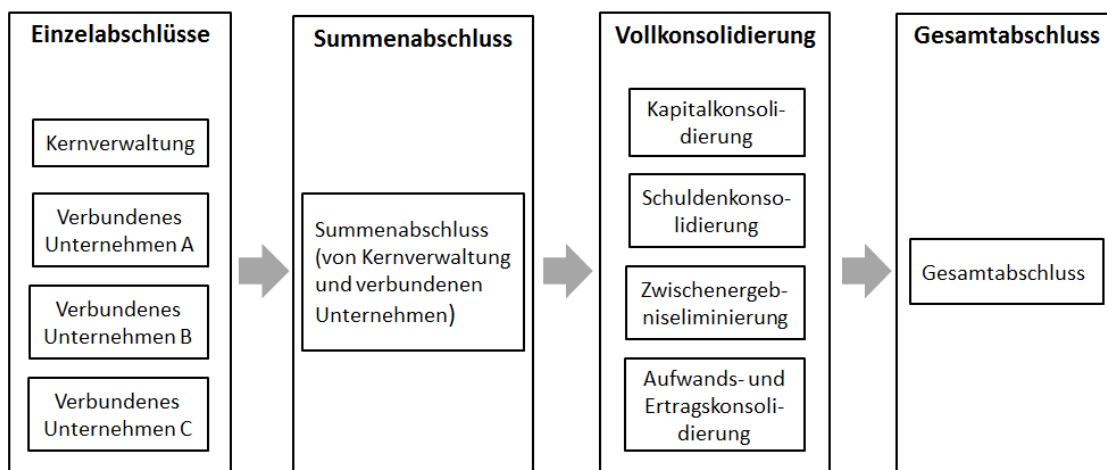 Einzelabschlüsse
Kernverwaltung
Verbundenes
Unternehmen A
Verbundenes
Unternehmen B
Verbundenes
Unternehmen C
Summenabschluss
Summenabschluss
(von Kernverwaltung
und verbundenen
Unternehmen)
Vollkonsolidierung
Kapitalkonsoli-
dierung
Schuldenkonso-
lidierung
Zwischenergeb-
niseliminierung
Aufwands- und
Ertragskonsoli-
dierung
Gesamtabschluss
Gesamtabschluss